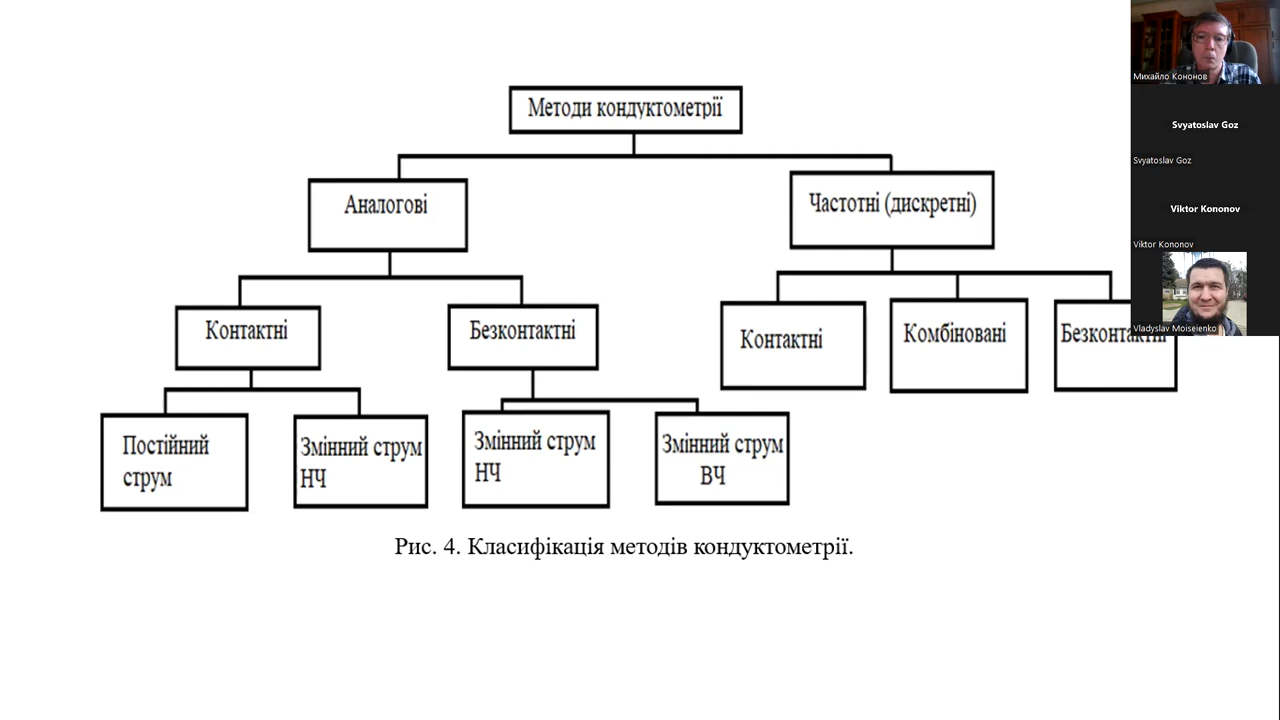 Методи кондуктометрії
Аналогові
Частотні (дискретні)
Контактні
Безконтактні
Контактні
Комбіновані
Безконтактні
Постійний
струм
Змінний струм
НЧ
Змінний струм
НЧ
Змінний струм
ВЧ
Рис. 4. Класифікація методів кондуктометрії.
Михайло Кононов
Svyatoslav Goz
Svyatoslav Goz
Viktor Kononov
Viktor Kononov
Vladyslav Moiseienko